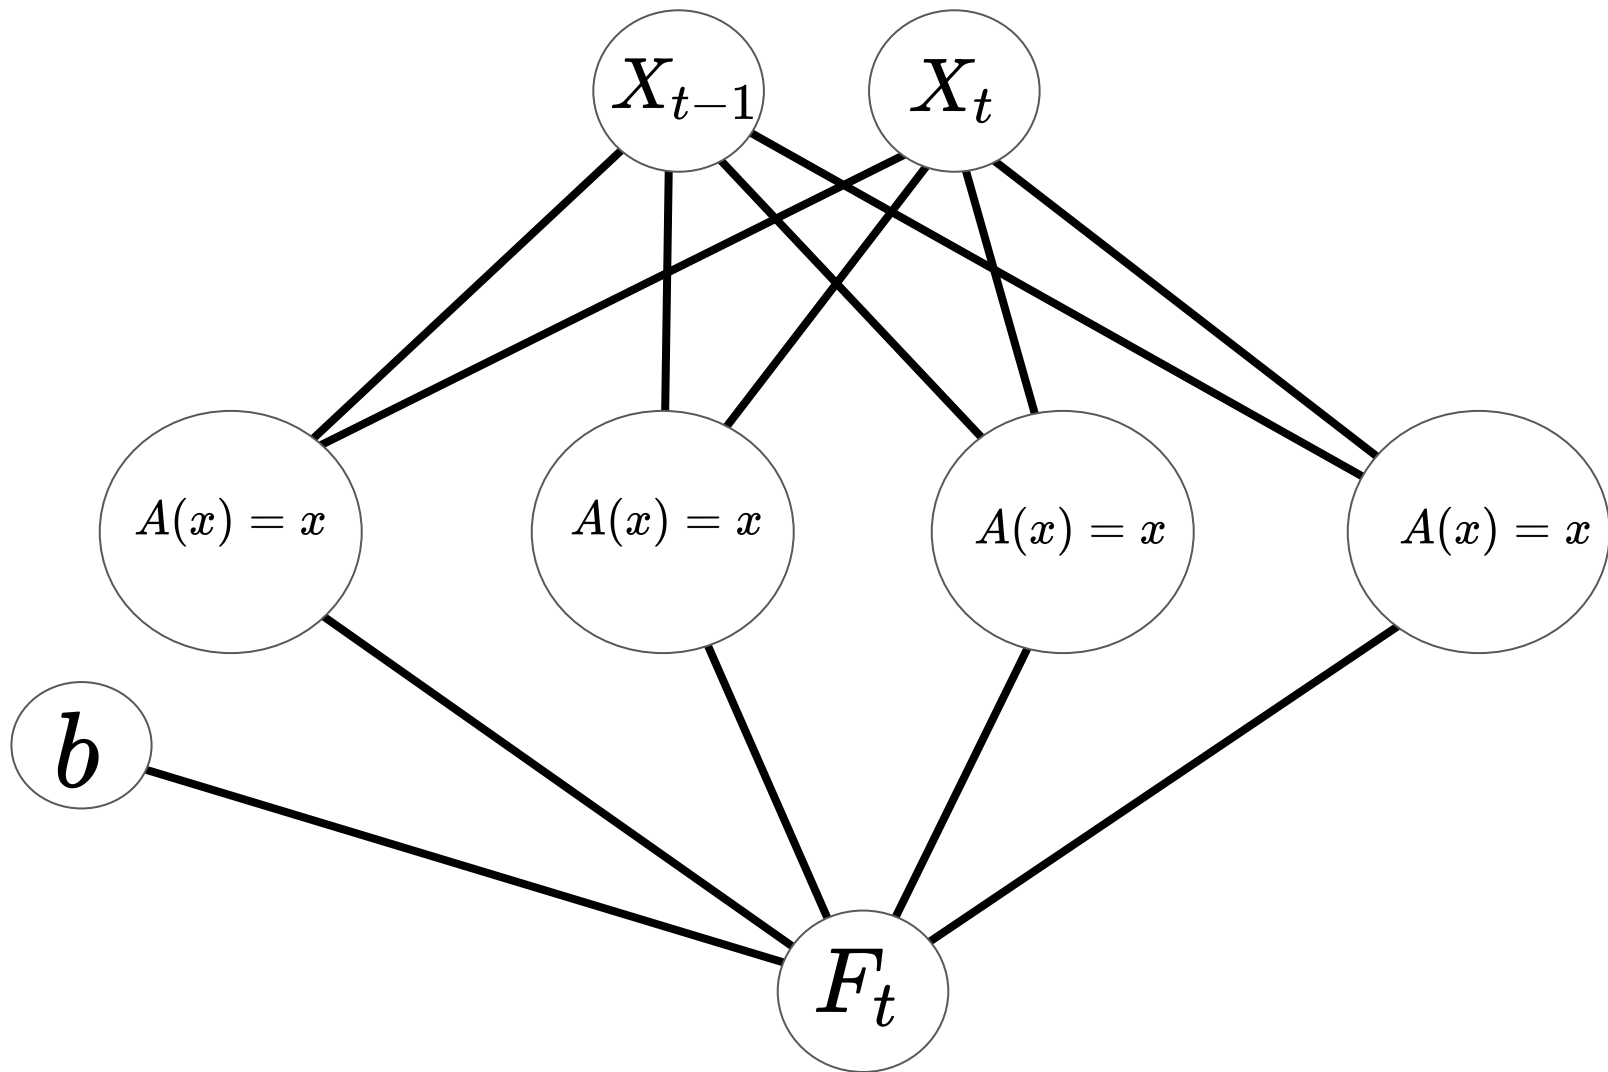 X_{t−1}
X_t
A(x) = x
A(x) = x
A(x) = x
A(x) = x
b
F_t